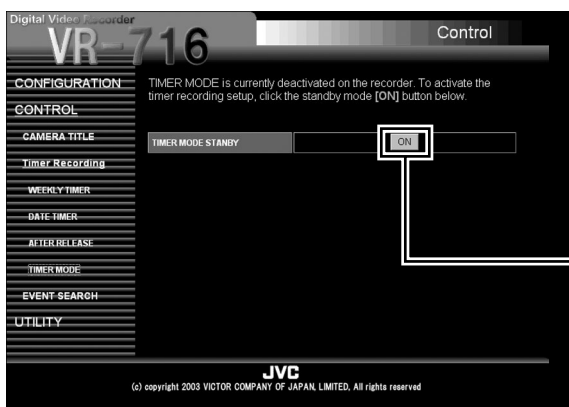 Digital Video Recorder
VR-716
Control
CONFIGURATION
CONTROL
CAMERA TITLE
Timer Recording
WEEKLY TIMER
DATE TIMER
AFTER RELEASE
TIMER MODE
EVENT SEARCH
UTILITY
TIMER MODE is currently deactivated on the recorder. To activate the
timer recording setup, click the standby mode [ON] button below.
TIMER MODE STANBY
ON
JVC
(c) copyright 2003 VICTOR COMPANY OF JAPAN, LIMITED, All rights reserved